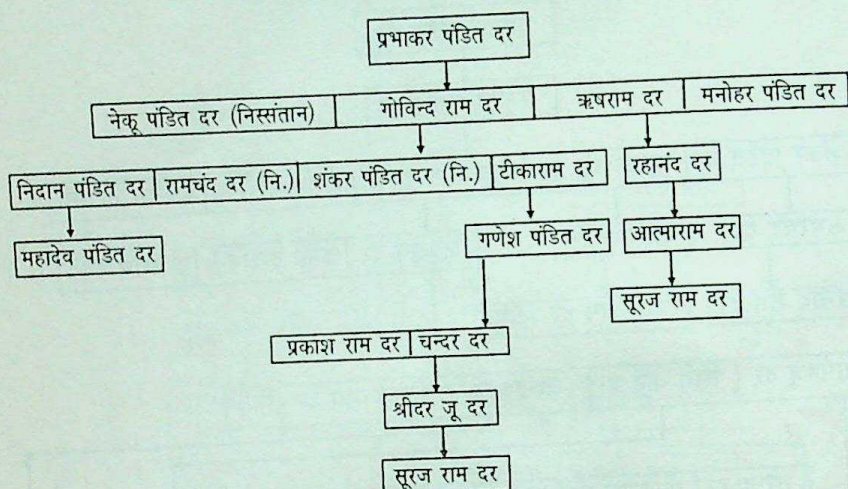 प्रभाकर पंडित दर
नेकू पंडित दर (निस्संतान) गोविन्द राम दर ऋषराम दर मनोहर पंडित दर
निदान पंडित दर रामचंद दर (नि.) शंकर पंडित दर (नि.) टीकाराम दर रहानंद दर
महादेव पंडित दर गणेश पंडित दर आत्माराम दर
सूरज राम दर
प्रकाश राम दर चन्दर दर
श्रीदर जू दर
सूरज राम दर